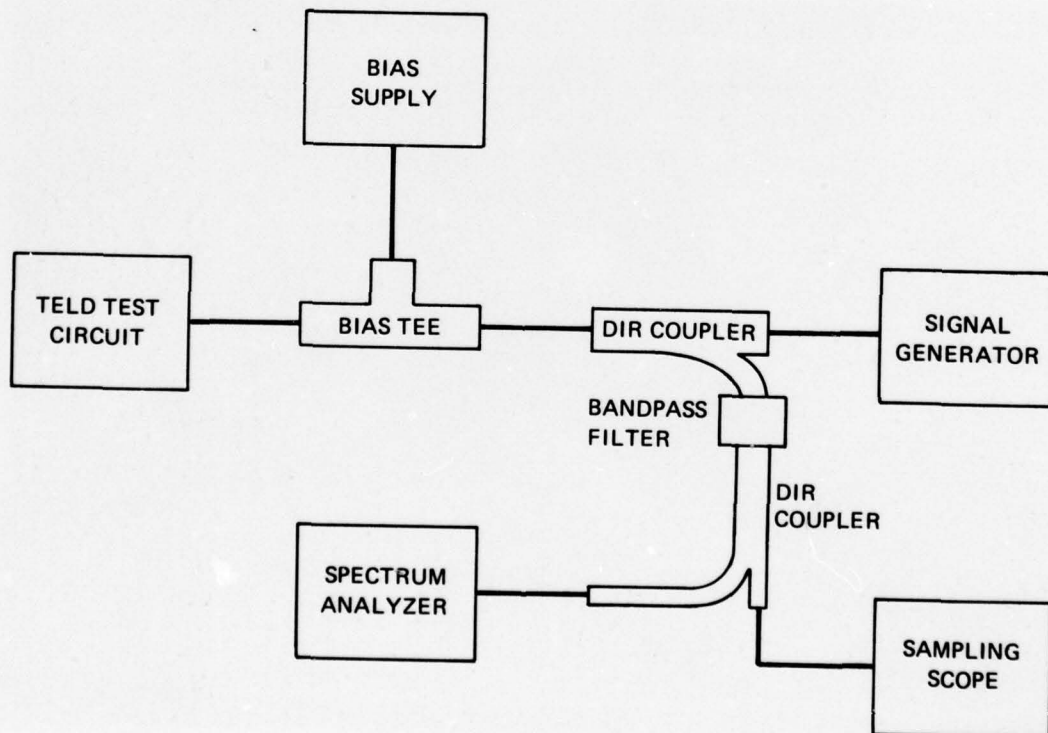 BIAS
SUPPLY
TELD TEST
CIRCUIT
BIAS TEE
DIR COUPLER
SIGNAL
GENERATOR
BANDPASS
FILTER
DIR
COUPLER
SPECTRUM
ANALYZER
SAMPLING
SCOPE